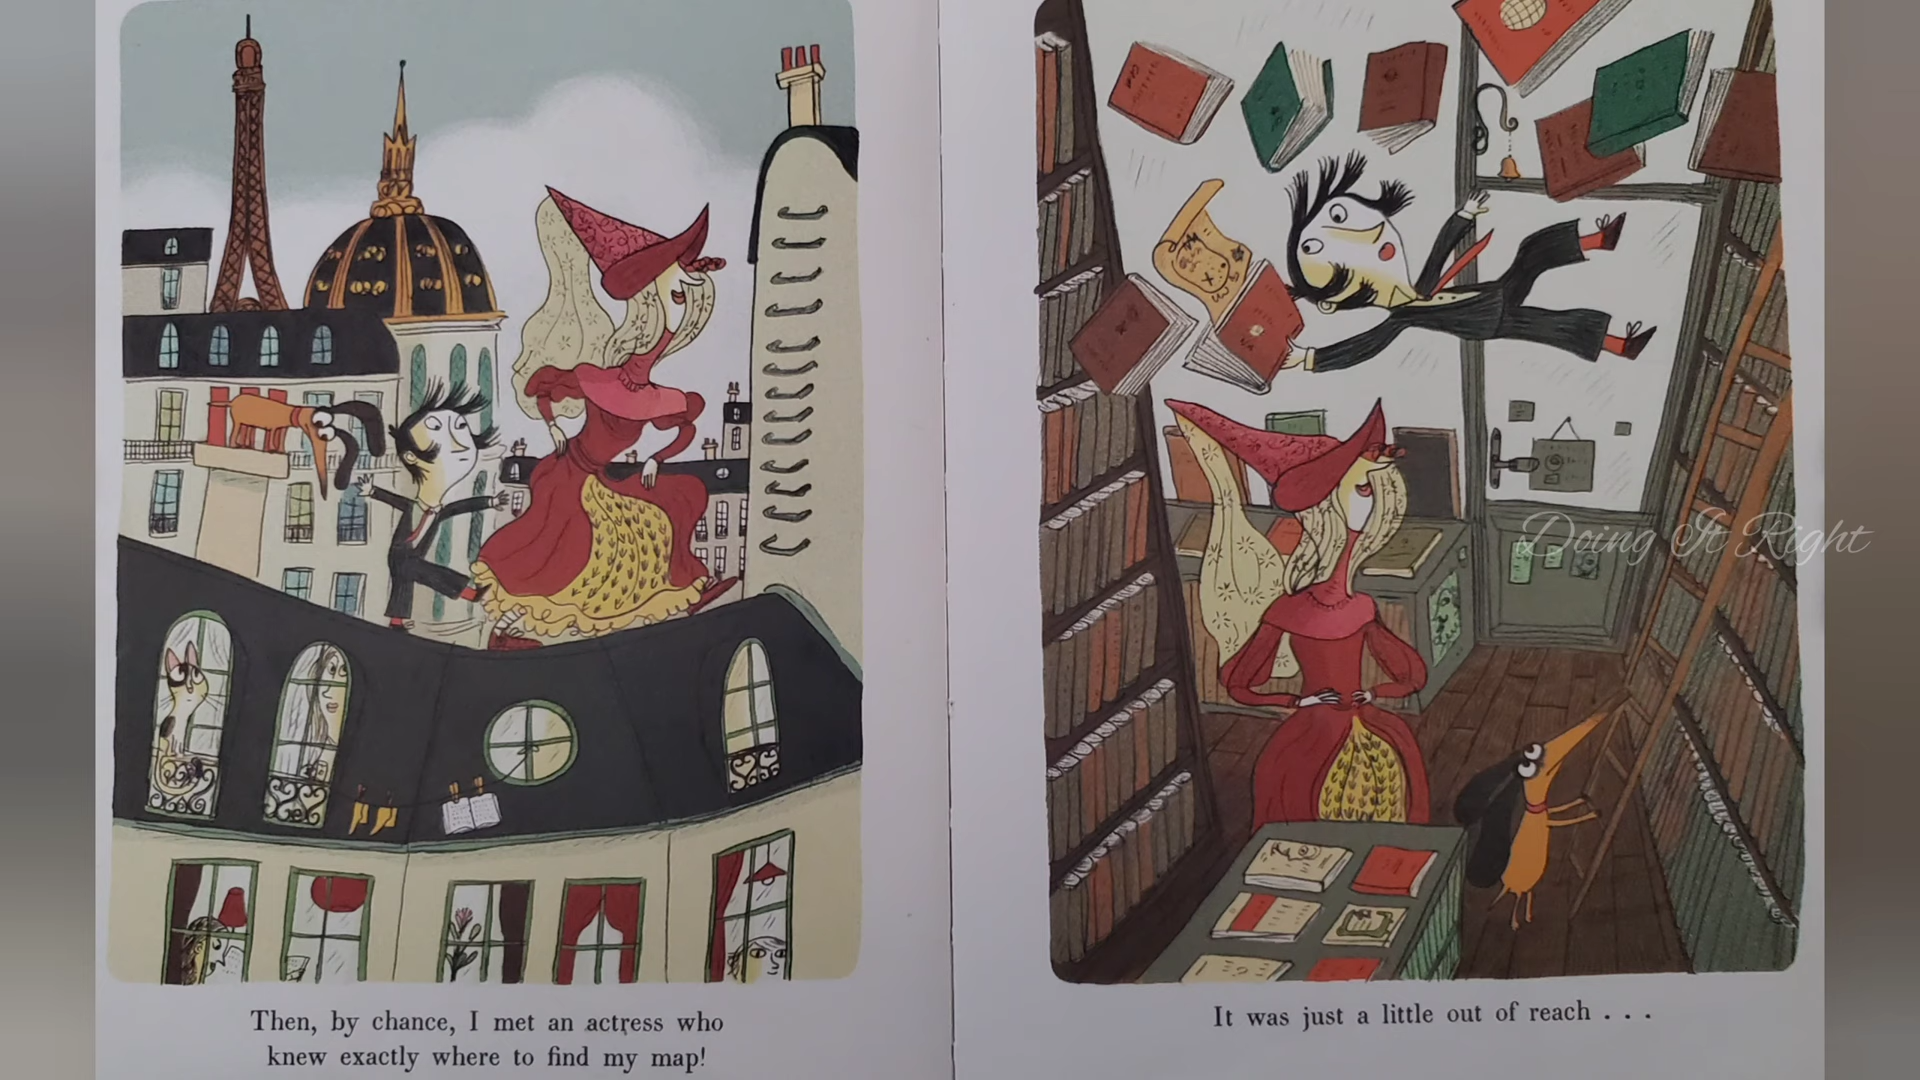 Then, by chance, I met an actress who
knew exactly where to find my map!
It was just a little out of reach . . .
Doing It Right